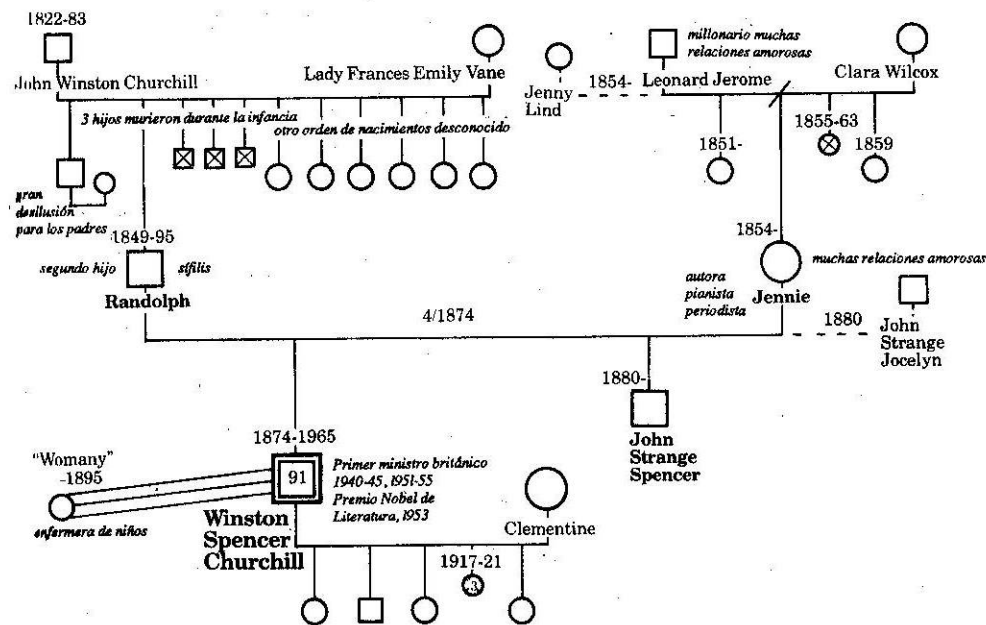 1822-83
John Winston Churchill
Lady Frances Emily Vane
Jenny
Lind
1854-
millonario muchas
relaciones amorosas
Leonard Jerome
Clara Wilcox
3 hijos murieron durante la infancia
otro orden de nacimientos desconocido
1851-
1855-63
1859
gran
desilusión
para los padres
1849-95
segundo hijo
sífilis
Randolph
1854-
autora
pianista
periodista
Jennie
muchas relaciones amorosas
4/1874
1880
John
Strange
Jocelyn
1880-
John
Strange
Spencer
1874-1965
91
Primer ministro británico
1940-45, 1951-55
Premio Nobel de
Literatura, 1953
Winston
Spencer
Churchill
"Womany"
-1895
enfermera de niños
Clementine
1917-21
3